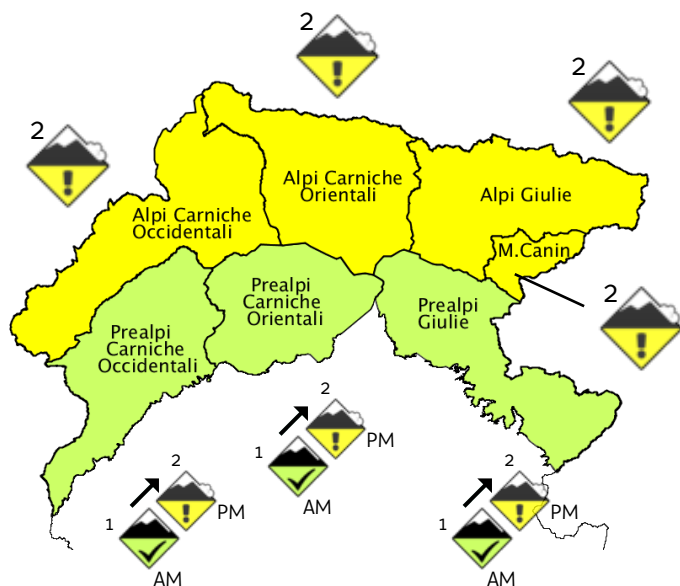 2
2
2
Alpi Carniche
Orientali
Alpi Giulie
Alpi Carniche
Occidentali
M.Canin
2
Prealpi
Carniche
Orientali
Prealpi
Giulie
Prealpi
Carniche
Occidentali
2
PM
1
AM
2
PM
1
AM
2
PM
1
AM